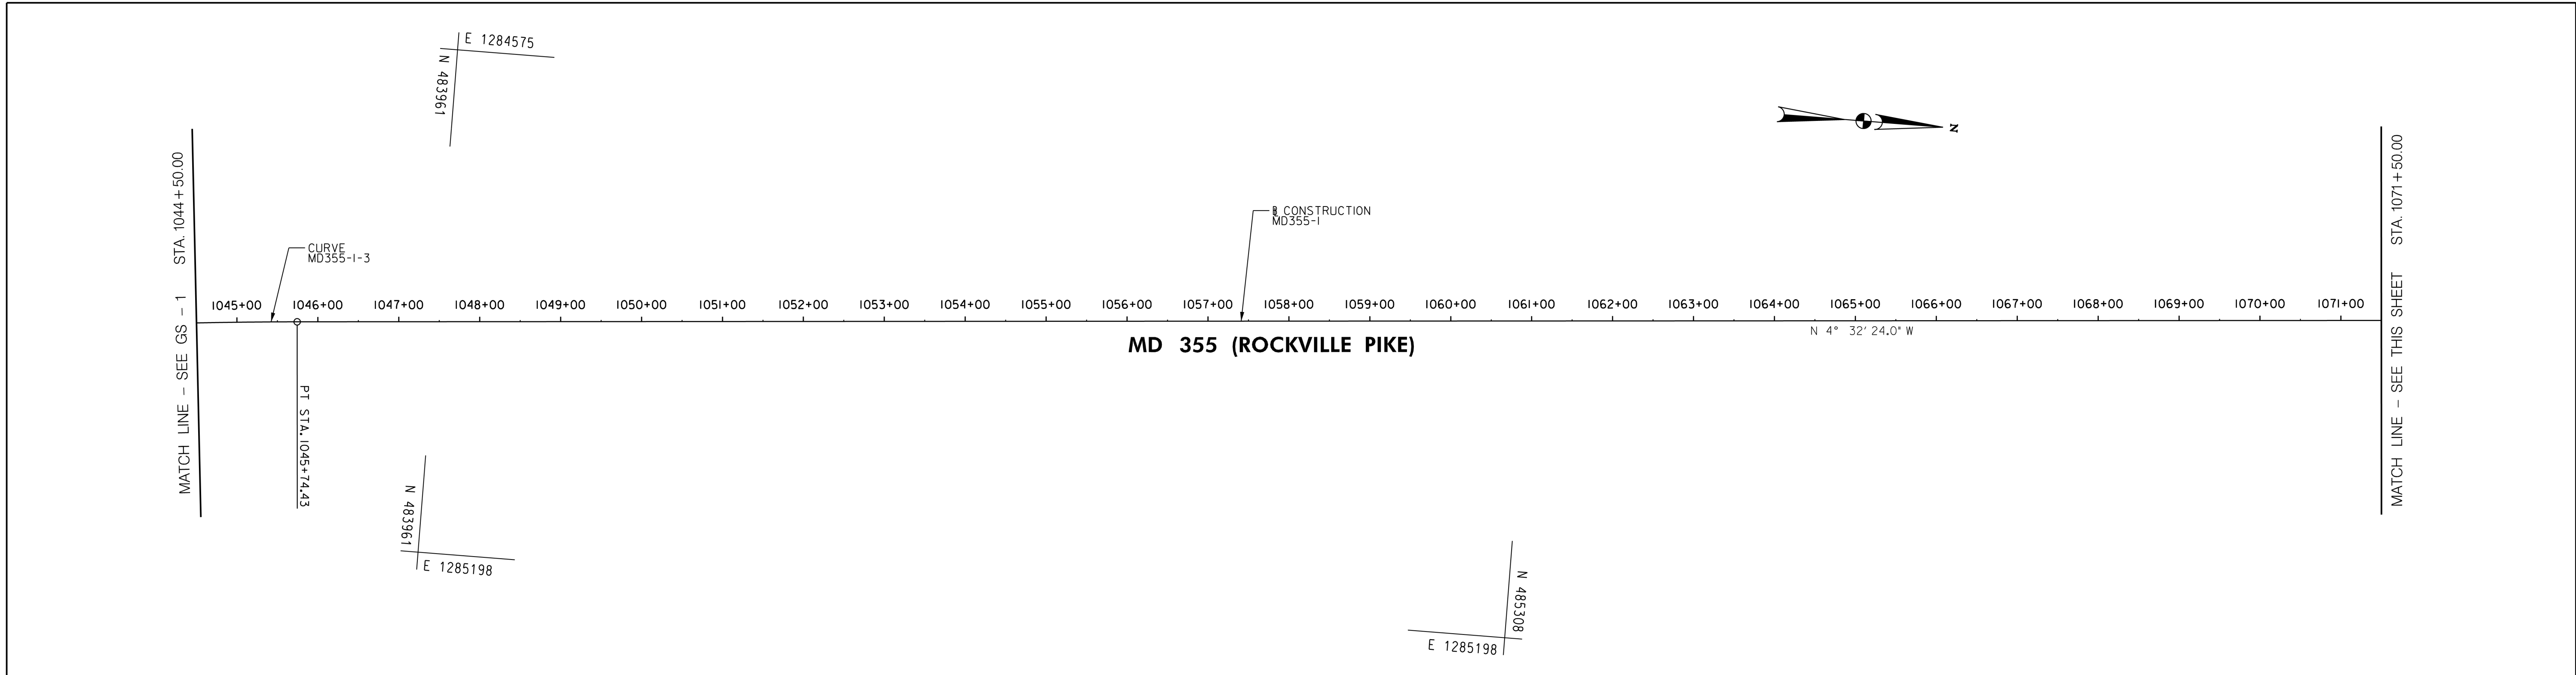 E 1284575
N 483961
MATCH LINE - SEE GS - 1 STA. 1044+50.00
CURVE
MD355-1-3
CONSTRUCTION
MD355-1
N
1045+00 1046+00 1047+00 1048+00 1049+00 1050+00 1051+00 1052+00 1053+00 1054+00 1055+00 1056+00 1057+00 1058+00 1059+00 1060+00 1061+00 1062+00 1063+00 1064+00 1065+00 1066+00 1067+00 1068+00 1069+00 1070+00 1071+00
N 4° 32' 24.0" W
MD 355 (ROCKVILLE PIKE)
PT STA. 1045+74.43
N 483961
E 1285198
N 485308
E 1285198
MATCH LINE - SEE THIS SHEET STA. 1071+50.00